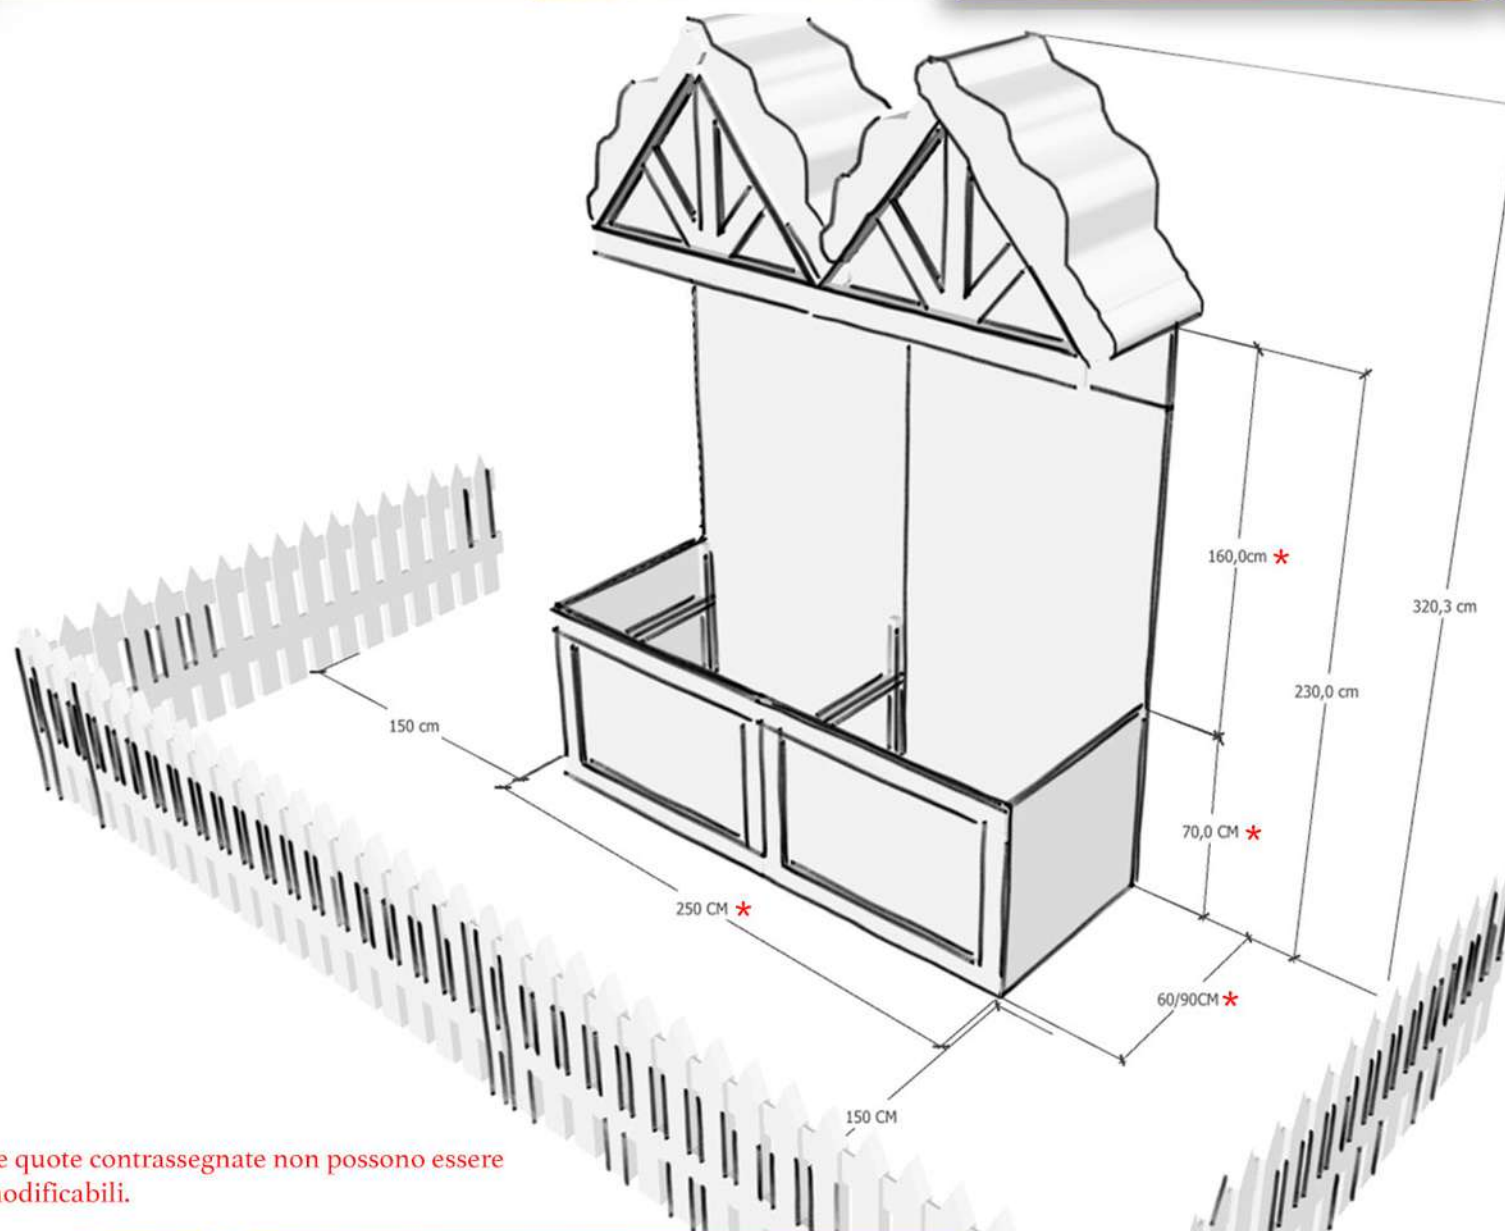 160,0cm *
320,3 cm
230,0 cm
150 cm
70,0 CM *
250 CM *
60/90CM *
150 CM
e quote contrassegnate non possono essere
odificabili.